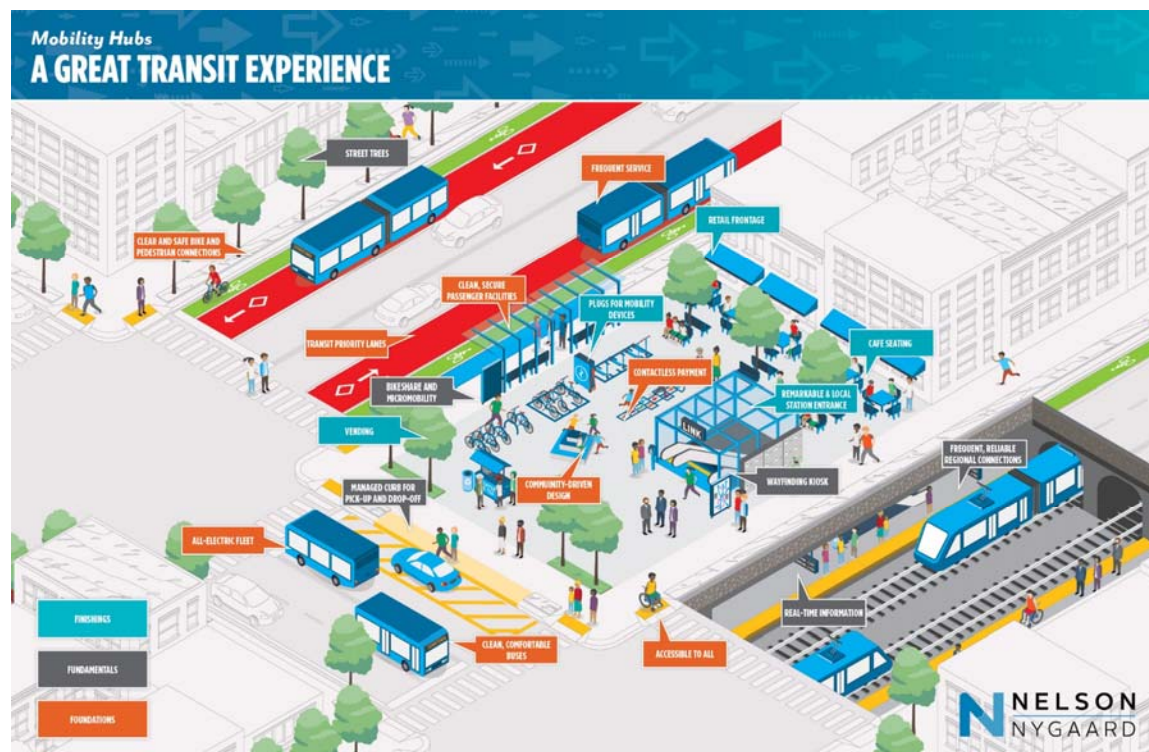 Mobility Hubs
A GREAT TRANSIT EXPERIENCE
STREET TREES
FREQUENT SERVICE
RETAIL FRONTAGE
CLEAR AND SAFE BIKE AND
PEDESTRIAN CONNECTIONS
CLEAN, SECURE
PASSENGER FACILITIES
PLUGS FOR MOBILITY
DEVICES
TRANSIT PRIORITY LANES
CAFE SEATING
CONTACTLESS PAYMENT
BIKESHARE AND
MICROMOBILITY
REMARKABLE & LOCAL
STATION ENTRANCE
LINK
VENDING
FREQUENT, RELIABLE
REGIONAL CONNECTIONS
COMMUNITY-DRIVEN
DESIGN
WAYFINDING KIOSK
MANAGED CURB FOR
PICK-UP AND DROP-OFF
ALL-ELECTRIC FLEET
REAL-TIME INFORMATION
CLEAR, COMFORTABLE
BUSES
ACCESSIBLE TO ALL
FINISHINGS
FUNDAMENTALS
FOUNDATIONS
N NELSON
NYGAARD